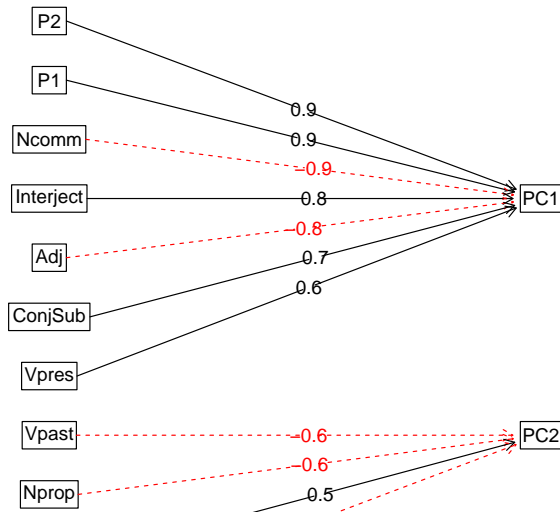 P2
P1
0.9
0.9
Ncomm
−0.9
Interject
0.8
PC1
−0.8
Adj
0.7
0.6
ConjSub
Vpres
Vpast
−0.6
PC2
−0.6
Nprop
0.5